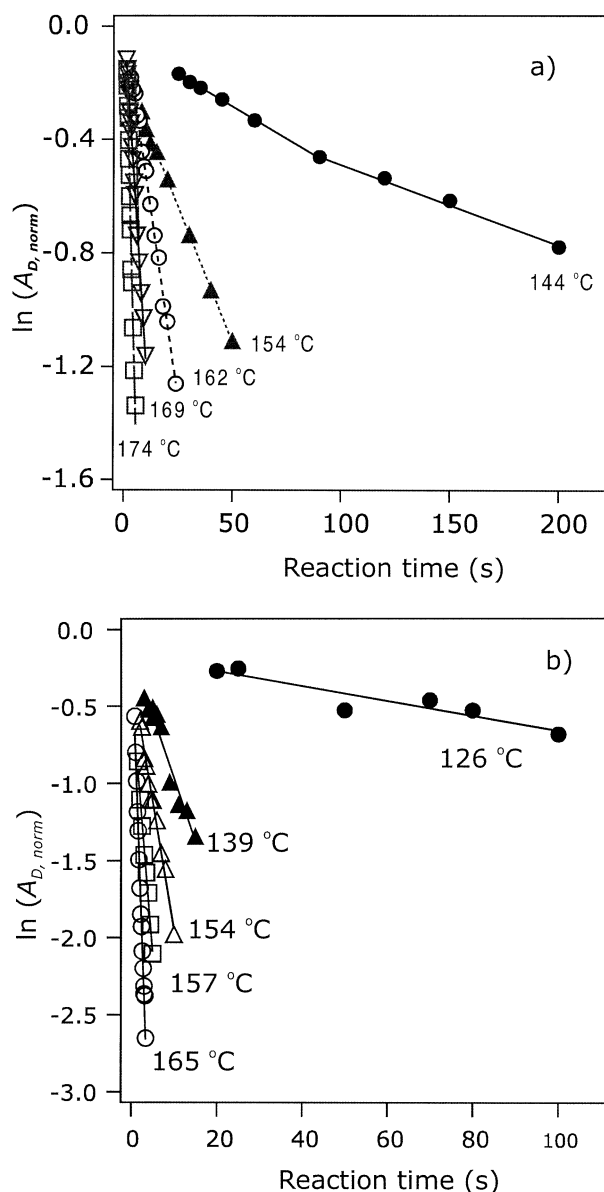 0.0
a)
-0.4
-0.8
ln (A_D, norm)
144 °C
154 °C
-1.2
162 °C
169 °C
174 °C
-1.6
0 50 100 150 200
Reaction time (s)
0.0
b)
-0.5
126 °C
-1.0
139 °C
-1.5
ln (A_D, norm)
154 °C
-2.0
157 °C
-2.5
165 °C
-3.0
0 20 40 60 80 100
Reaction time (s)